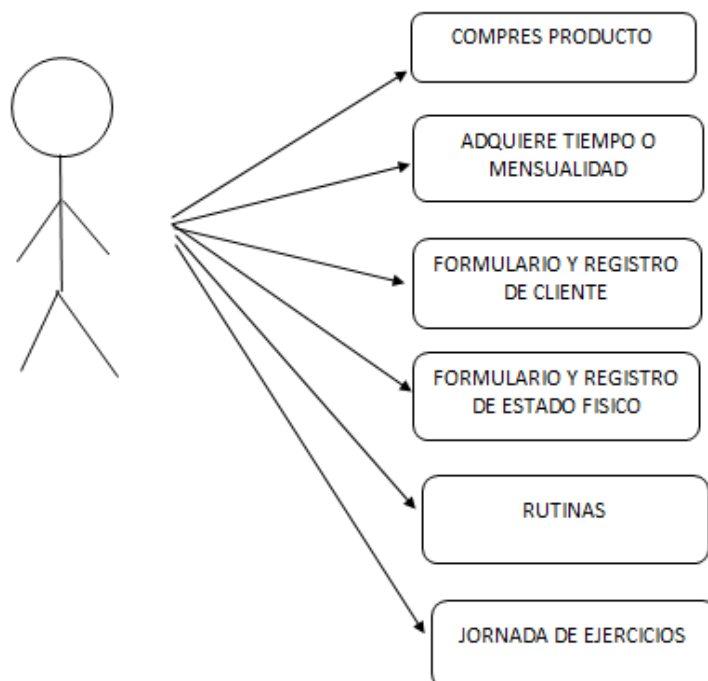 COMPRES PRODUCTO
ADQUIERE TIEMPO O
MENSUALIDAD
FORMULARIO Y REGISTRO
DE CLIENTE
FORMULARIO Y REGISTRO
DE ESTADO FISICO
RUTINAS
JORNADA DE EJERCICIOS